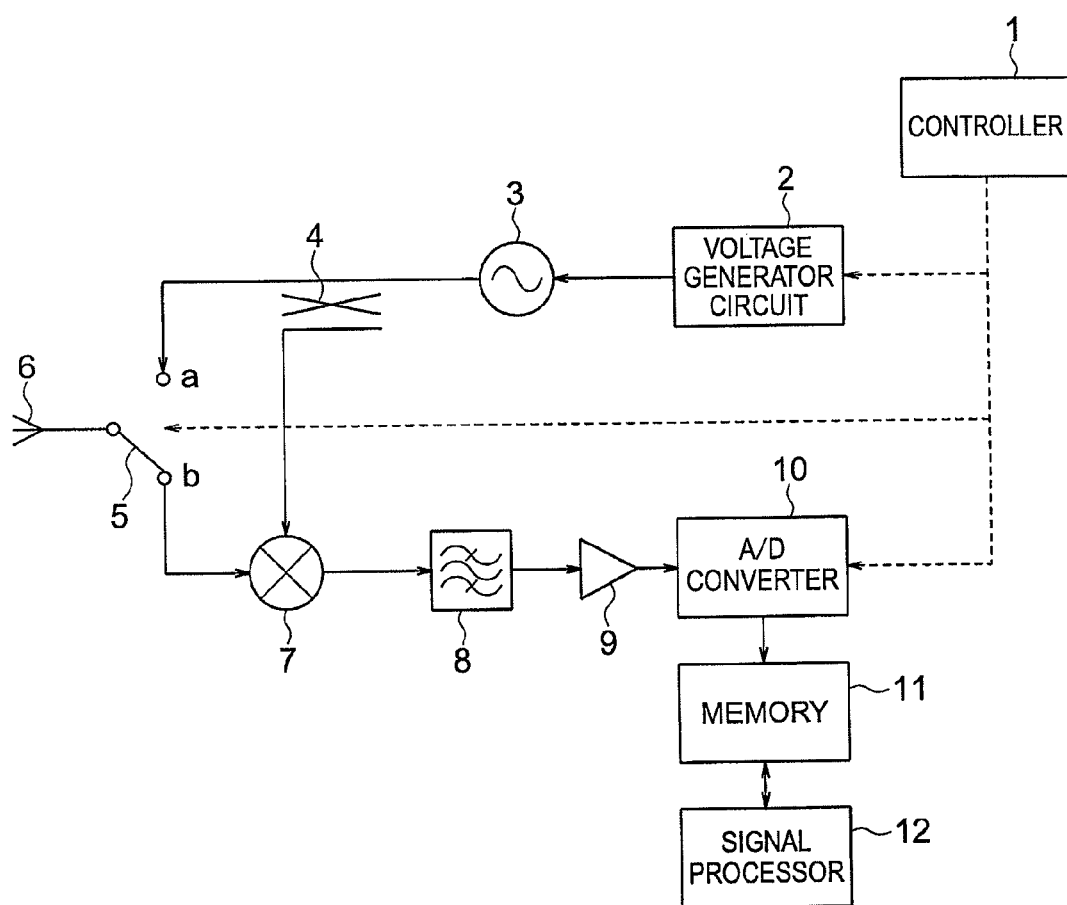 1
CONTROLLER
2
VOLTAGE
GENERATOR
CIRCUIT
3
4
a
6
5
b
7
8
9
10
A/D
CONVERTER
MEMORY
11
SIGNAL
PROCESSOR
12